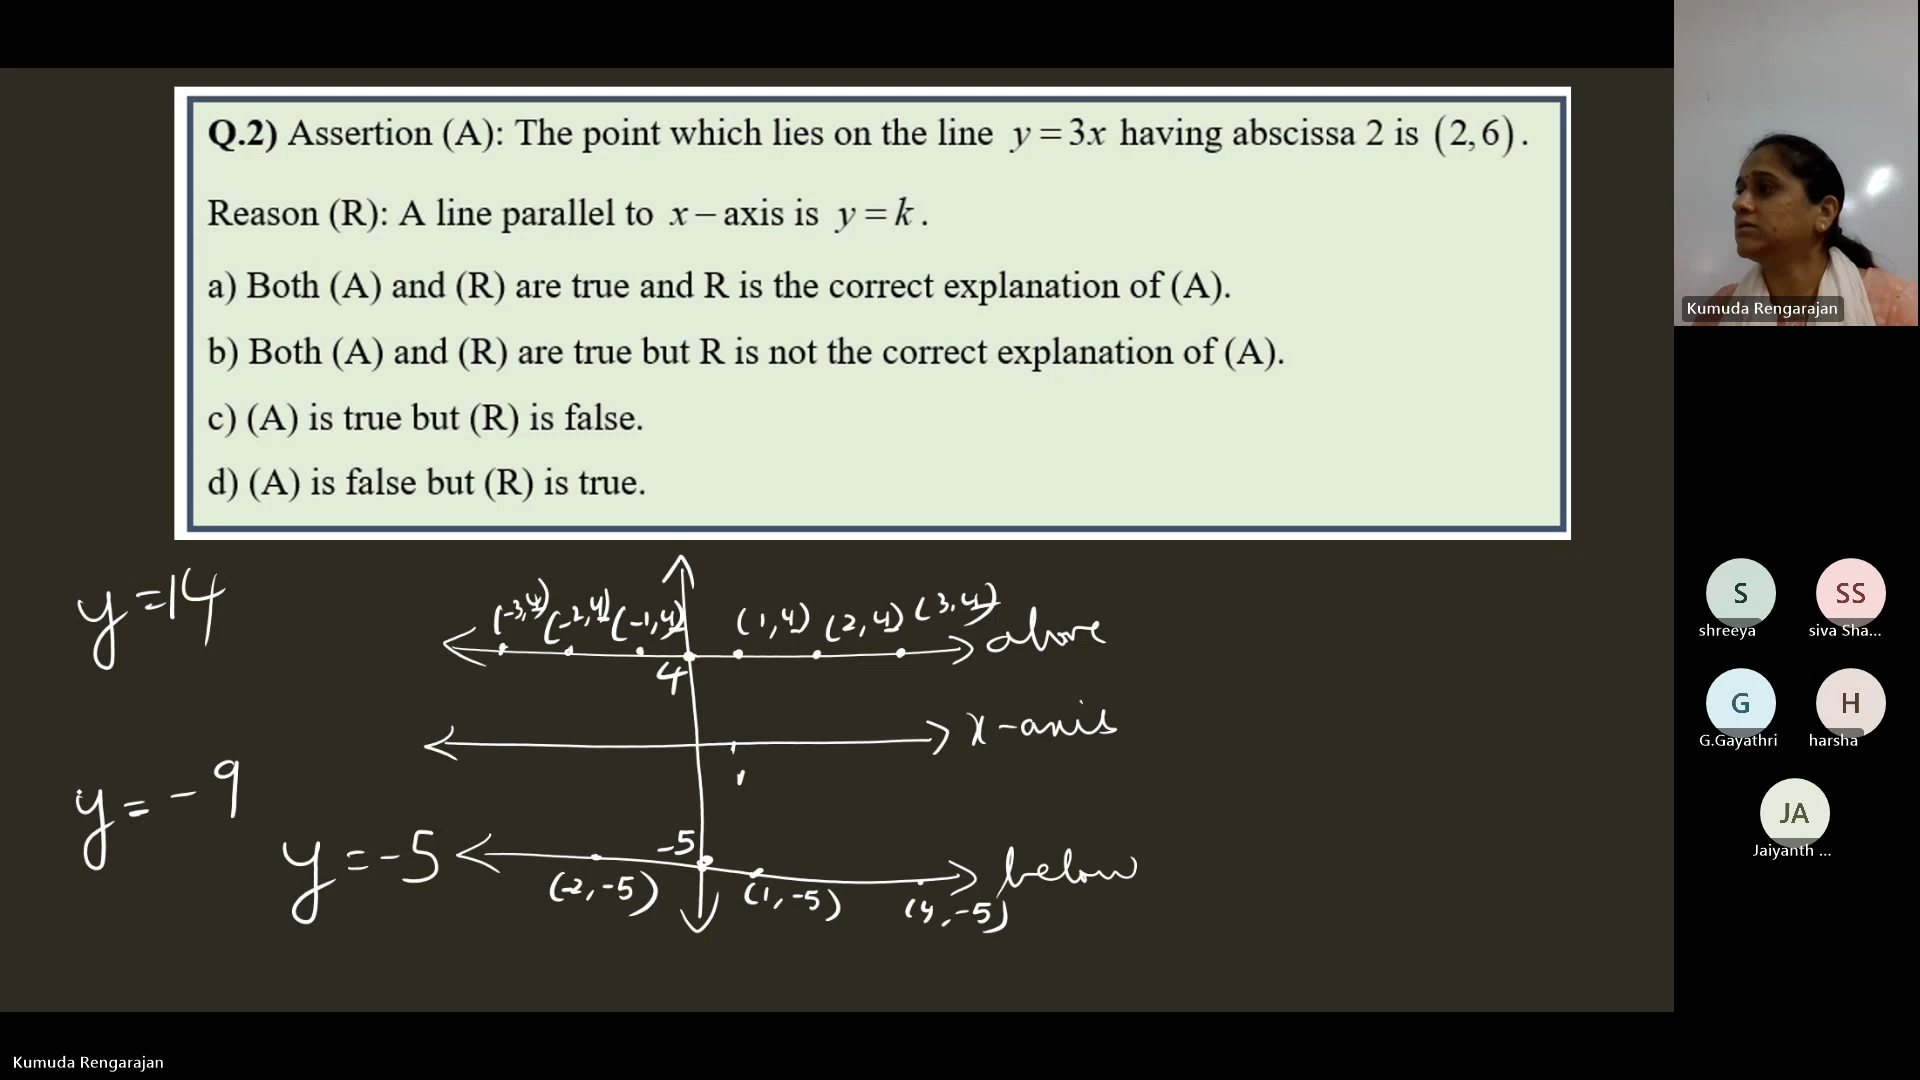 Q.2) Assertion (A): The point which lies on the line y = 3x having abscissa 2 is (2,6).
Reason (R): A line parallel to x – axis is y = k.
a) Both (A) and (R) are true and R is the correct explanation of (A).
b) Both (A) and (R) are true but R is not the correct explanation of (A).
c) (A) is true but (R) is false.
d) (A) is false but (R) is true.
y=14
(-3,4) (-2,4) (-1,4) (1,4) (2,4) (3,4) above
4
x-axis
y=-9
y=-5
-5
below
(-2,-5) (1,-5) (4,-5)
Kumuda Rengarajan
S
shreeya
SS
siva Sha...
G
G.Gayathri
H
harsha
JA
Jaiyanth ...
Kumuda Rengarajan